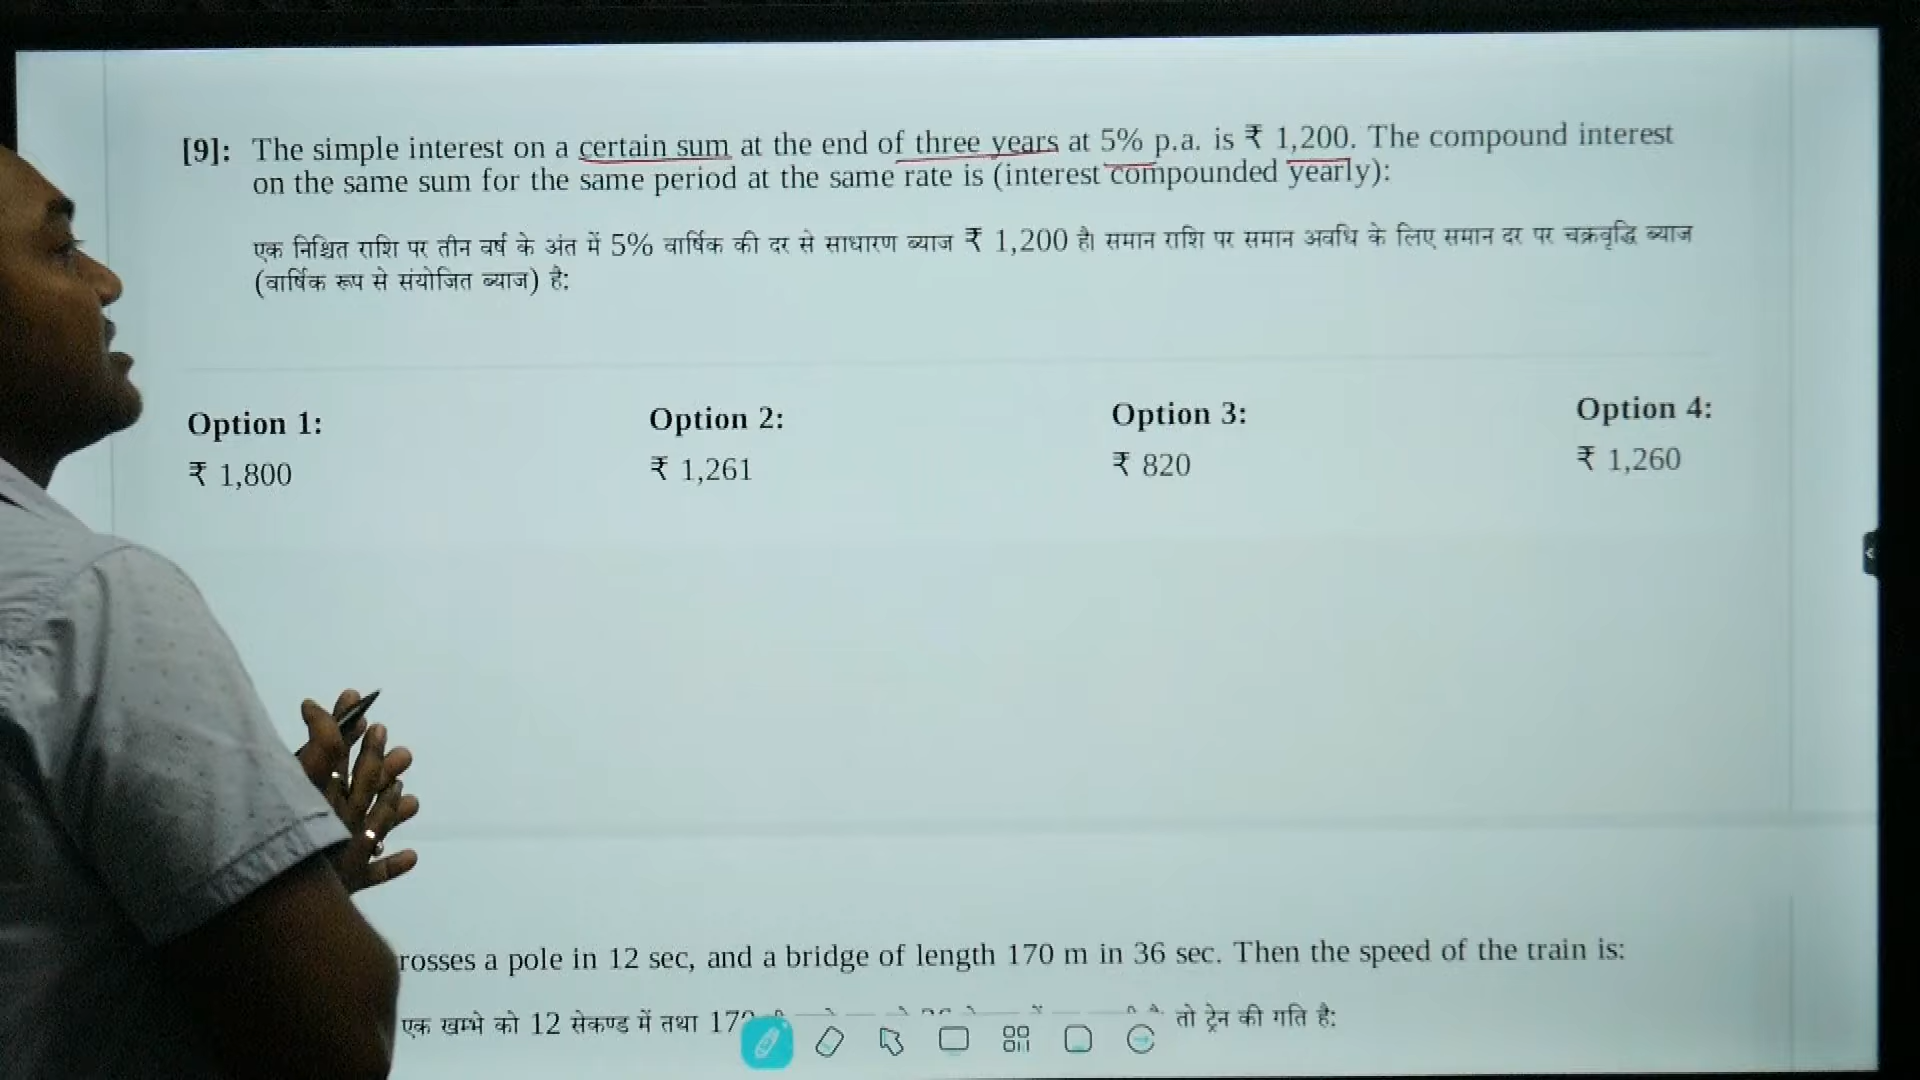 [9]: The simple interest on a certain sum at the end of three years at 5% p.a. is ₹ 1,200. The compound interest
on the same sum for the same period at the same rate is (interest compounded yearly):
एक निश्चित राशि पर तीन वर्ष के अंत में 5% वार्षिक की दर से साधारण ब्याज ₹ 1,200 है। समान राशि पर समान अवधि के लिए समान दर पर चक्रवृद्धि ब्याज
(वार्षिक रूप से संयोजित ब्याज) है:
Option 1: Option 2: Option 3: Option 4:
₹ 1,800 ₹ 1,261 ₹ 820 ₹ 1,260
rosses a pole in 12 sec, and a bridge of length 170 m in 36 sec. Then the speed of the train is:
एक खम्भे को 12 सेकण्ड में तथा तो ट्रेन की गति है: